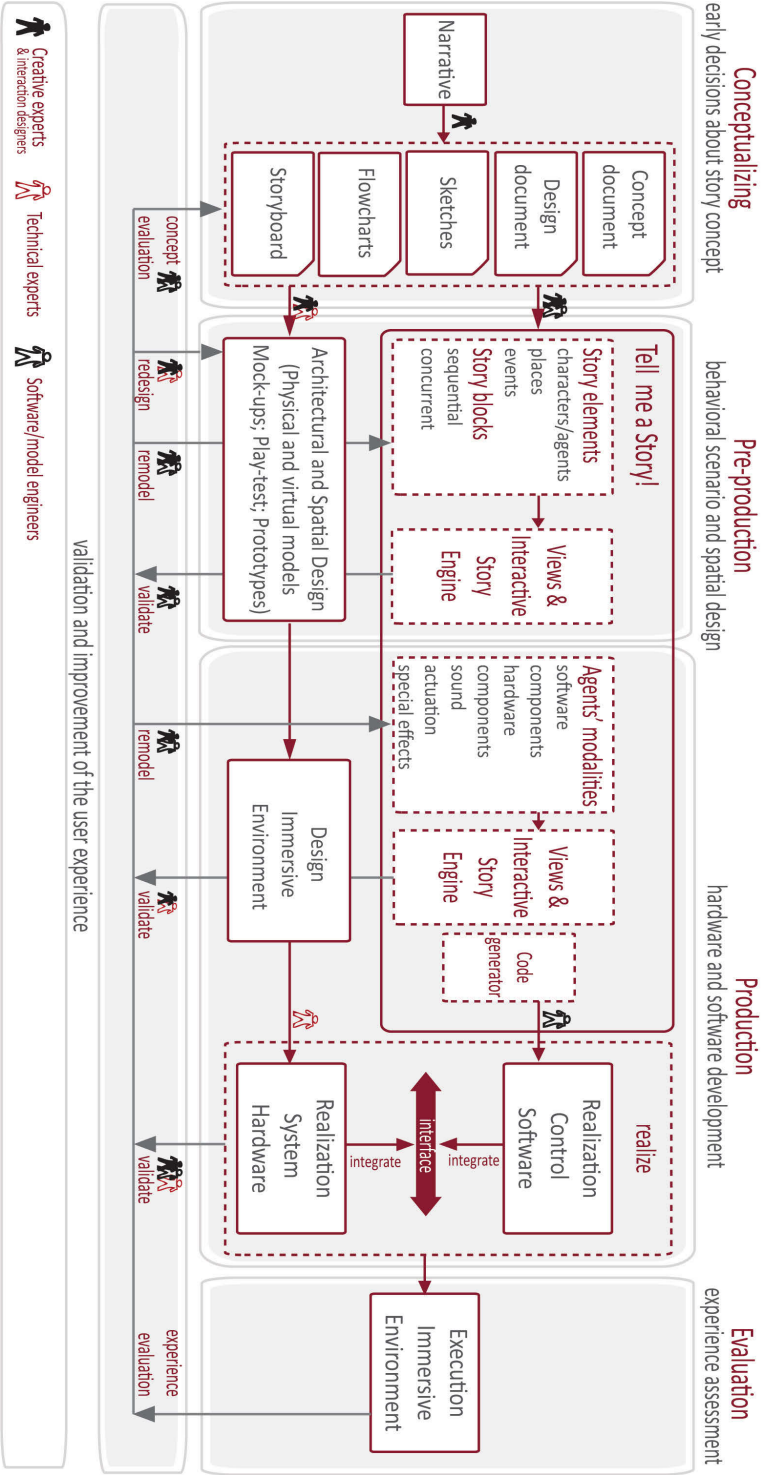 Conceptualizing
early decisions about story concept
Narrative
Concept
document
Design
document
Sketches
Flowcharts
Storyboard
concept
evaluation
Pre-production
behavioral scenario and spatial design
Tell me a Story!
Story elements
characters/agents
places
events
Story blocks
sequential
concurrent
Views &
Interactive
Story
Engine
Architectural and Spatial Design
(Physical and virtual models
Mock-ups; Play-test; Prototypes)
redesign
remodel
validate
Production
hardware and software development
Agents’ modalities
software
components
hardware
components
sound
actuation
special effects
Views &
Interactive
Story
Engine
Code
generator
Design
Immersive
Environment
remodel
validate
realize
Realization
Control
Software
integrate
interface
integrate
Realization
System
Hardware
validate
Evaluation
experience assessment
Execution
Immersive
Environment
experience
evaluation
validation and improvement of the user experience
Creative experts
& interaction designers
Technical experts
Software/model engineers